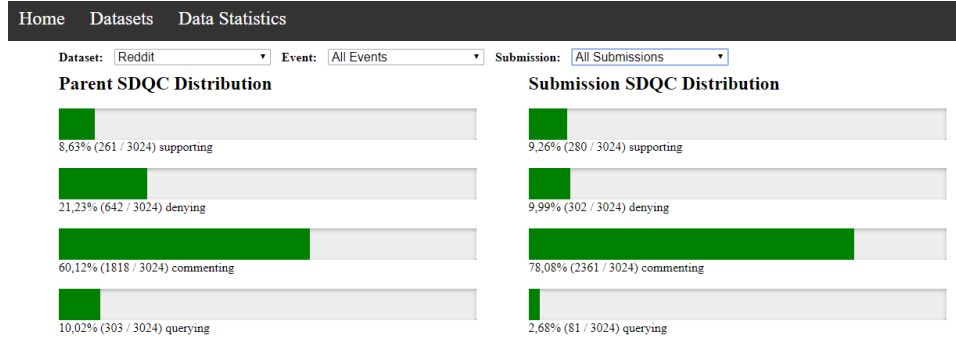 Home Datasets Data Statistics
Dataset: Reddit Event: All Events Submission: All Submissions
Parent SDQC Distribution
8,63% (261 / 3024) supporting
21,23% (642 / 3024) denying
60,12% (1818 / 3024) commenting
10,02% (303 / 3024) querying
Submission SDQC Distribution
9,26% (280 / 3024) supporting
9,99% (302 / 3024) denying
78,08% (2361 / 3024) commenting
2,68% (81 / 3024) querying